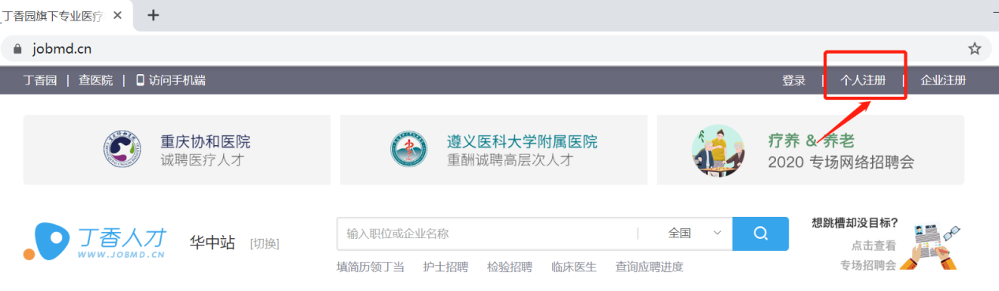 丁香园旗下专业医疗
jobmd.cn
丁香园 | 查医院 | 访问手机端 登录 | 个人注册 | 企业注册
重庆协和医院
诚聘医疗人才
遵义医科大学附属医院
重酬诚聘高层次人才
疗养 & 养老
2020 专场网络招聘会
丁香人才
WWW.JOBMD.CN
华中站 [切换]
输入职位或企业名称 全国
填简历领丁当 护士招聘 检验招聘 临床医生 查询应聘进度
想跳槽却没目标?
点击查看
专场招聘会